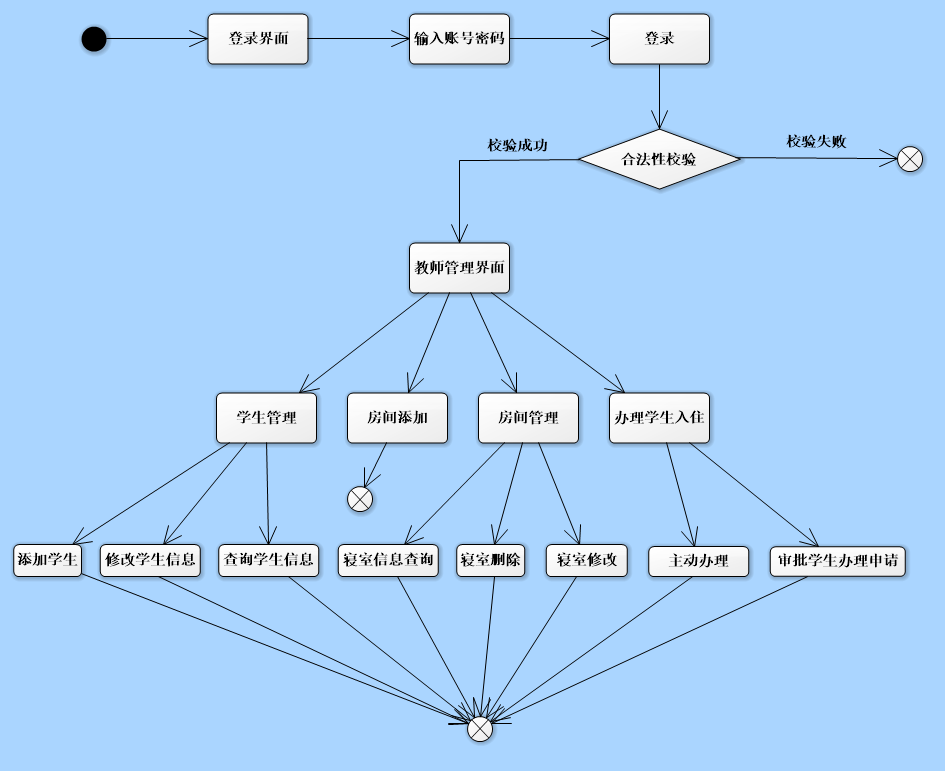 登录界面
输入账号密码
登录
校验成功
合法性校验
校验失败
教师管理界面
学生管理
房间添加
房间管理
办理学生入住
添加学生
修改学生信息
查询学生信息
寝室信息查询
寝室删除
寝室修改
主动办理
审批学生办理申请